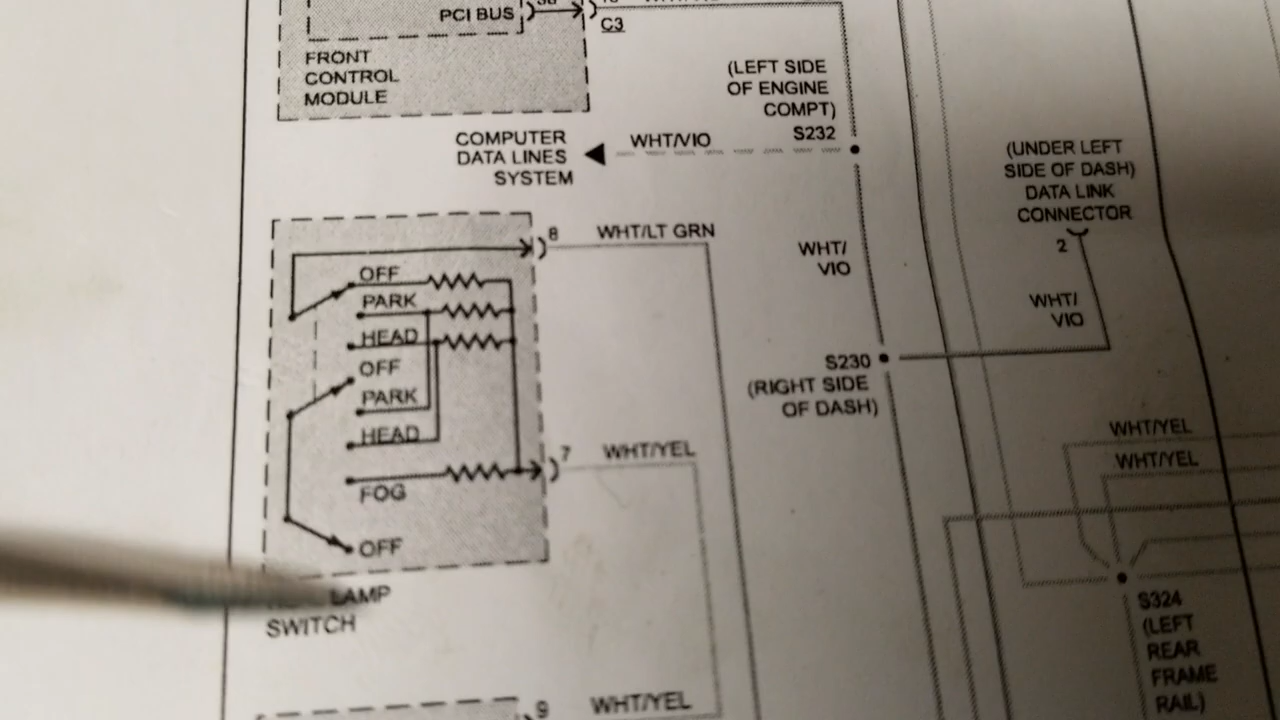 PCI BUS
C3
FRONT
CONTROL
MODULE
(LEFT SIDE
OF ENGINE
COMPT)
S232
COMPUTER
DATA LINES
SYSTEM
WHT/VIO
(UNDER LEFT
SIDE OF DASH)
DATA LINK
CONNECTOR
2
WHT/
VIO
8
WHT/LT GRN
WHT/
VIO
OFF
PARK
HEAD
OFF
PARK
HEAD
FOG
OFF
S230
(RIGHT SIDE
OF DASH)
7
WHT/YEL
WHT/YEL
WHT/YEL
LAMP
SWITCH
S324
(LEFT
REAR
FRAME
RAIL)
9
WHT/YEL